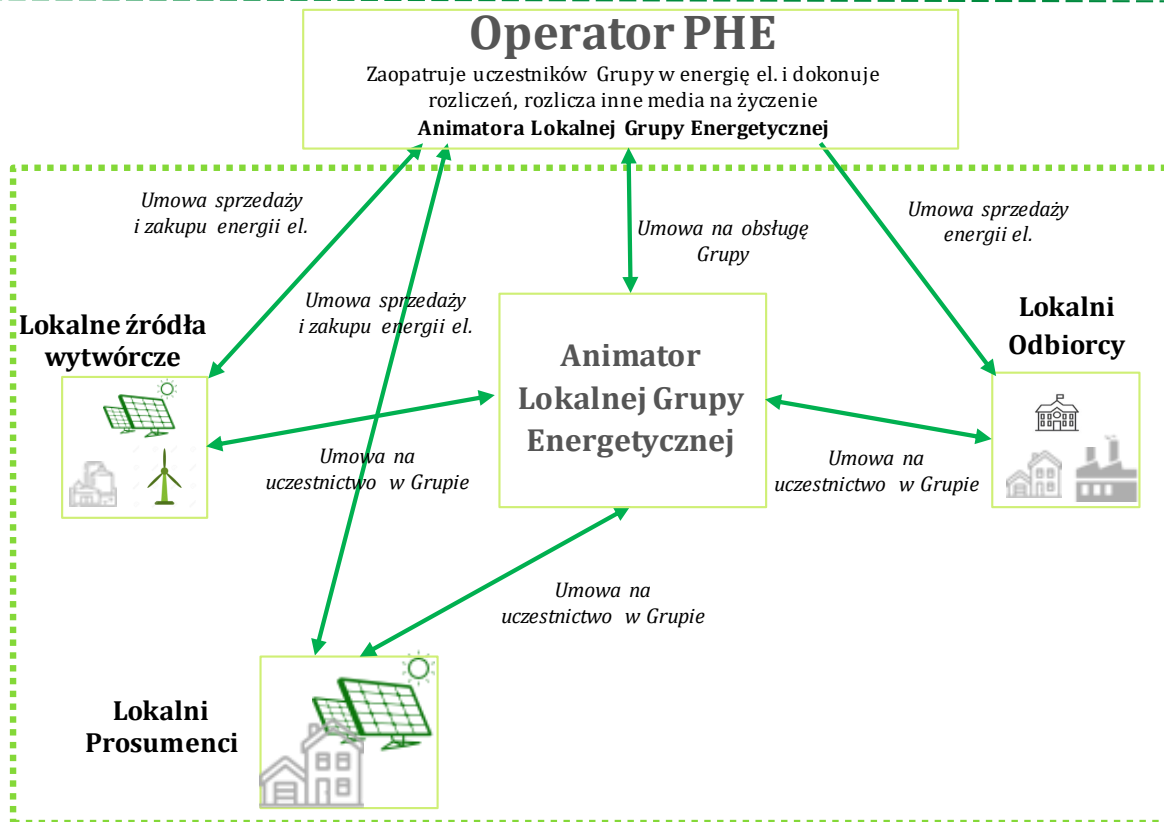 Operator PHE
Zaopatruje uczestników Grupy w energię el. i dokonuje
rozliczeń, rozlicza inne media na życzenie
Animatora Lokalnej Grupy Energetycznej
Umowa sprzedaży
i zakupu energii el.
Umowa na obsługę
Grupy
Umowa sprzedaży
energii el.
Umowa sprzedaży
i zakupu energii el.
Lokalne źródła
wytwórcze
Animator
Lokalnej Grupy
Energetycznej
Lokalni
Odbiorcy
Umowa na
uczestnictwo w Grupie
Umowa na
uczestnictwo w Grupie
Umowa na
uczestnictwo w Grupie
Lokalni
Prosumenci